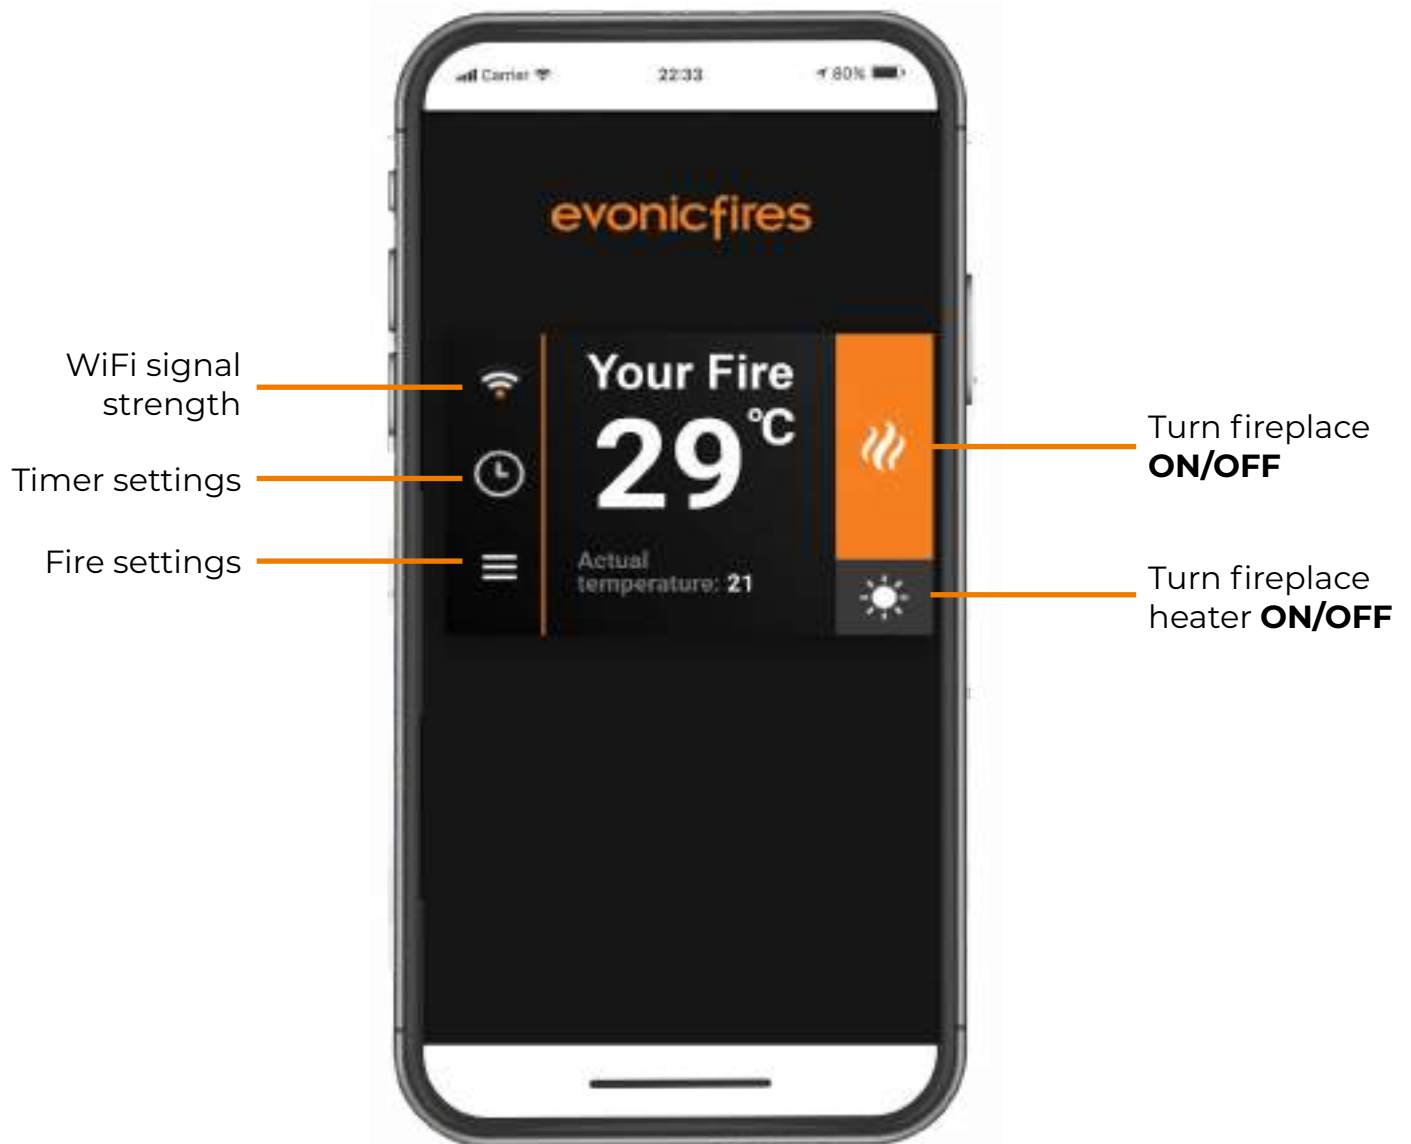 Carrier 22:33 80%
evonicfires
WiFi signal
strength
Timer settings
Fire settings
Your Fire
29°C
Actual
temperature: 21
Turn fireplace
ON/OFF
Turn fireplace
heater ON/OFF